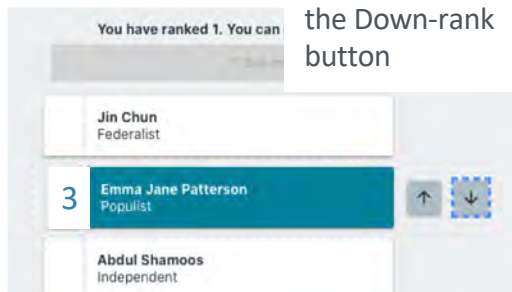 the Down-rank
button
You have ranked 1. You can
Jin Chun
Federalist
3
Emma Jane Patterson
Populist
Abdul Shamoos
Independent